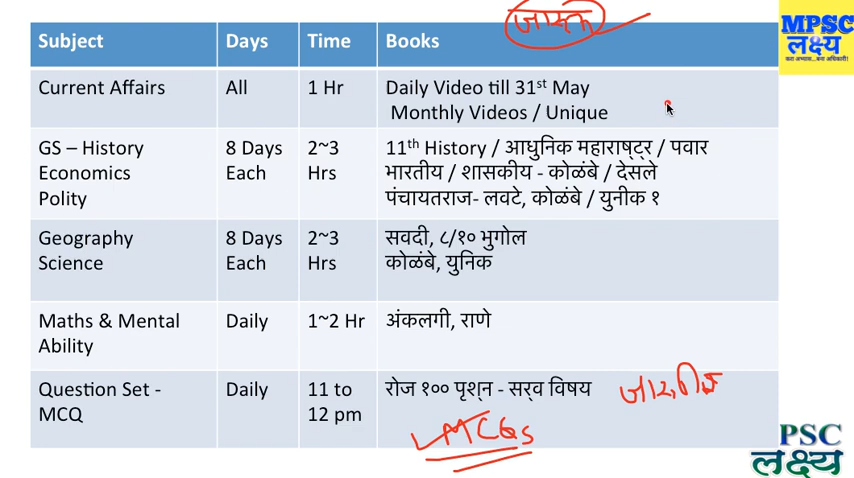 MPSC
लक्ष्य
Subject Days Time Books
Current Affairs All 1 Hr Daily Video till 31st May
Monthly Videos / Unique
GS – History 8 Days 2~3 11th History / आधुनिक महाराष्ट्र / पवार
Economics Each Hrs भारतीय / शासकीय - कोळंबे / देसले
Polity पंचायतराज- लवटे, कोळंबे / युनीक १
Geography 8 Days 2~3 सवदी, ८/१० भुगोल
Science Each Hrs कोळंबे, युनिक
Maths & Mental Daily 1~2 Hr अंकलगी, राणे
Ability
Question Set - Daily 11 to रोज १०० पृश्न - सर्व विषय
MCQ 12 pm
MCQs
PSC
लक्ष्य